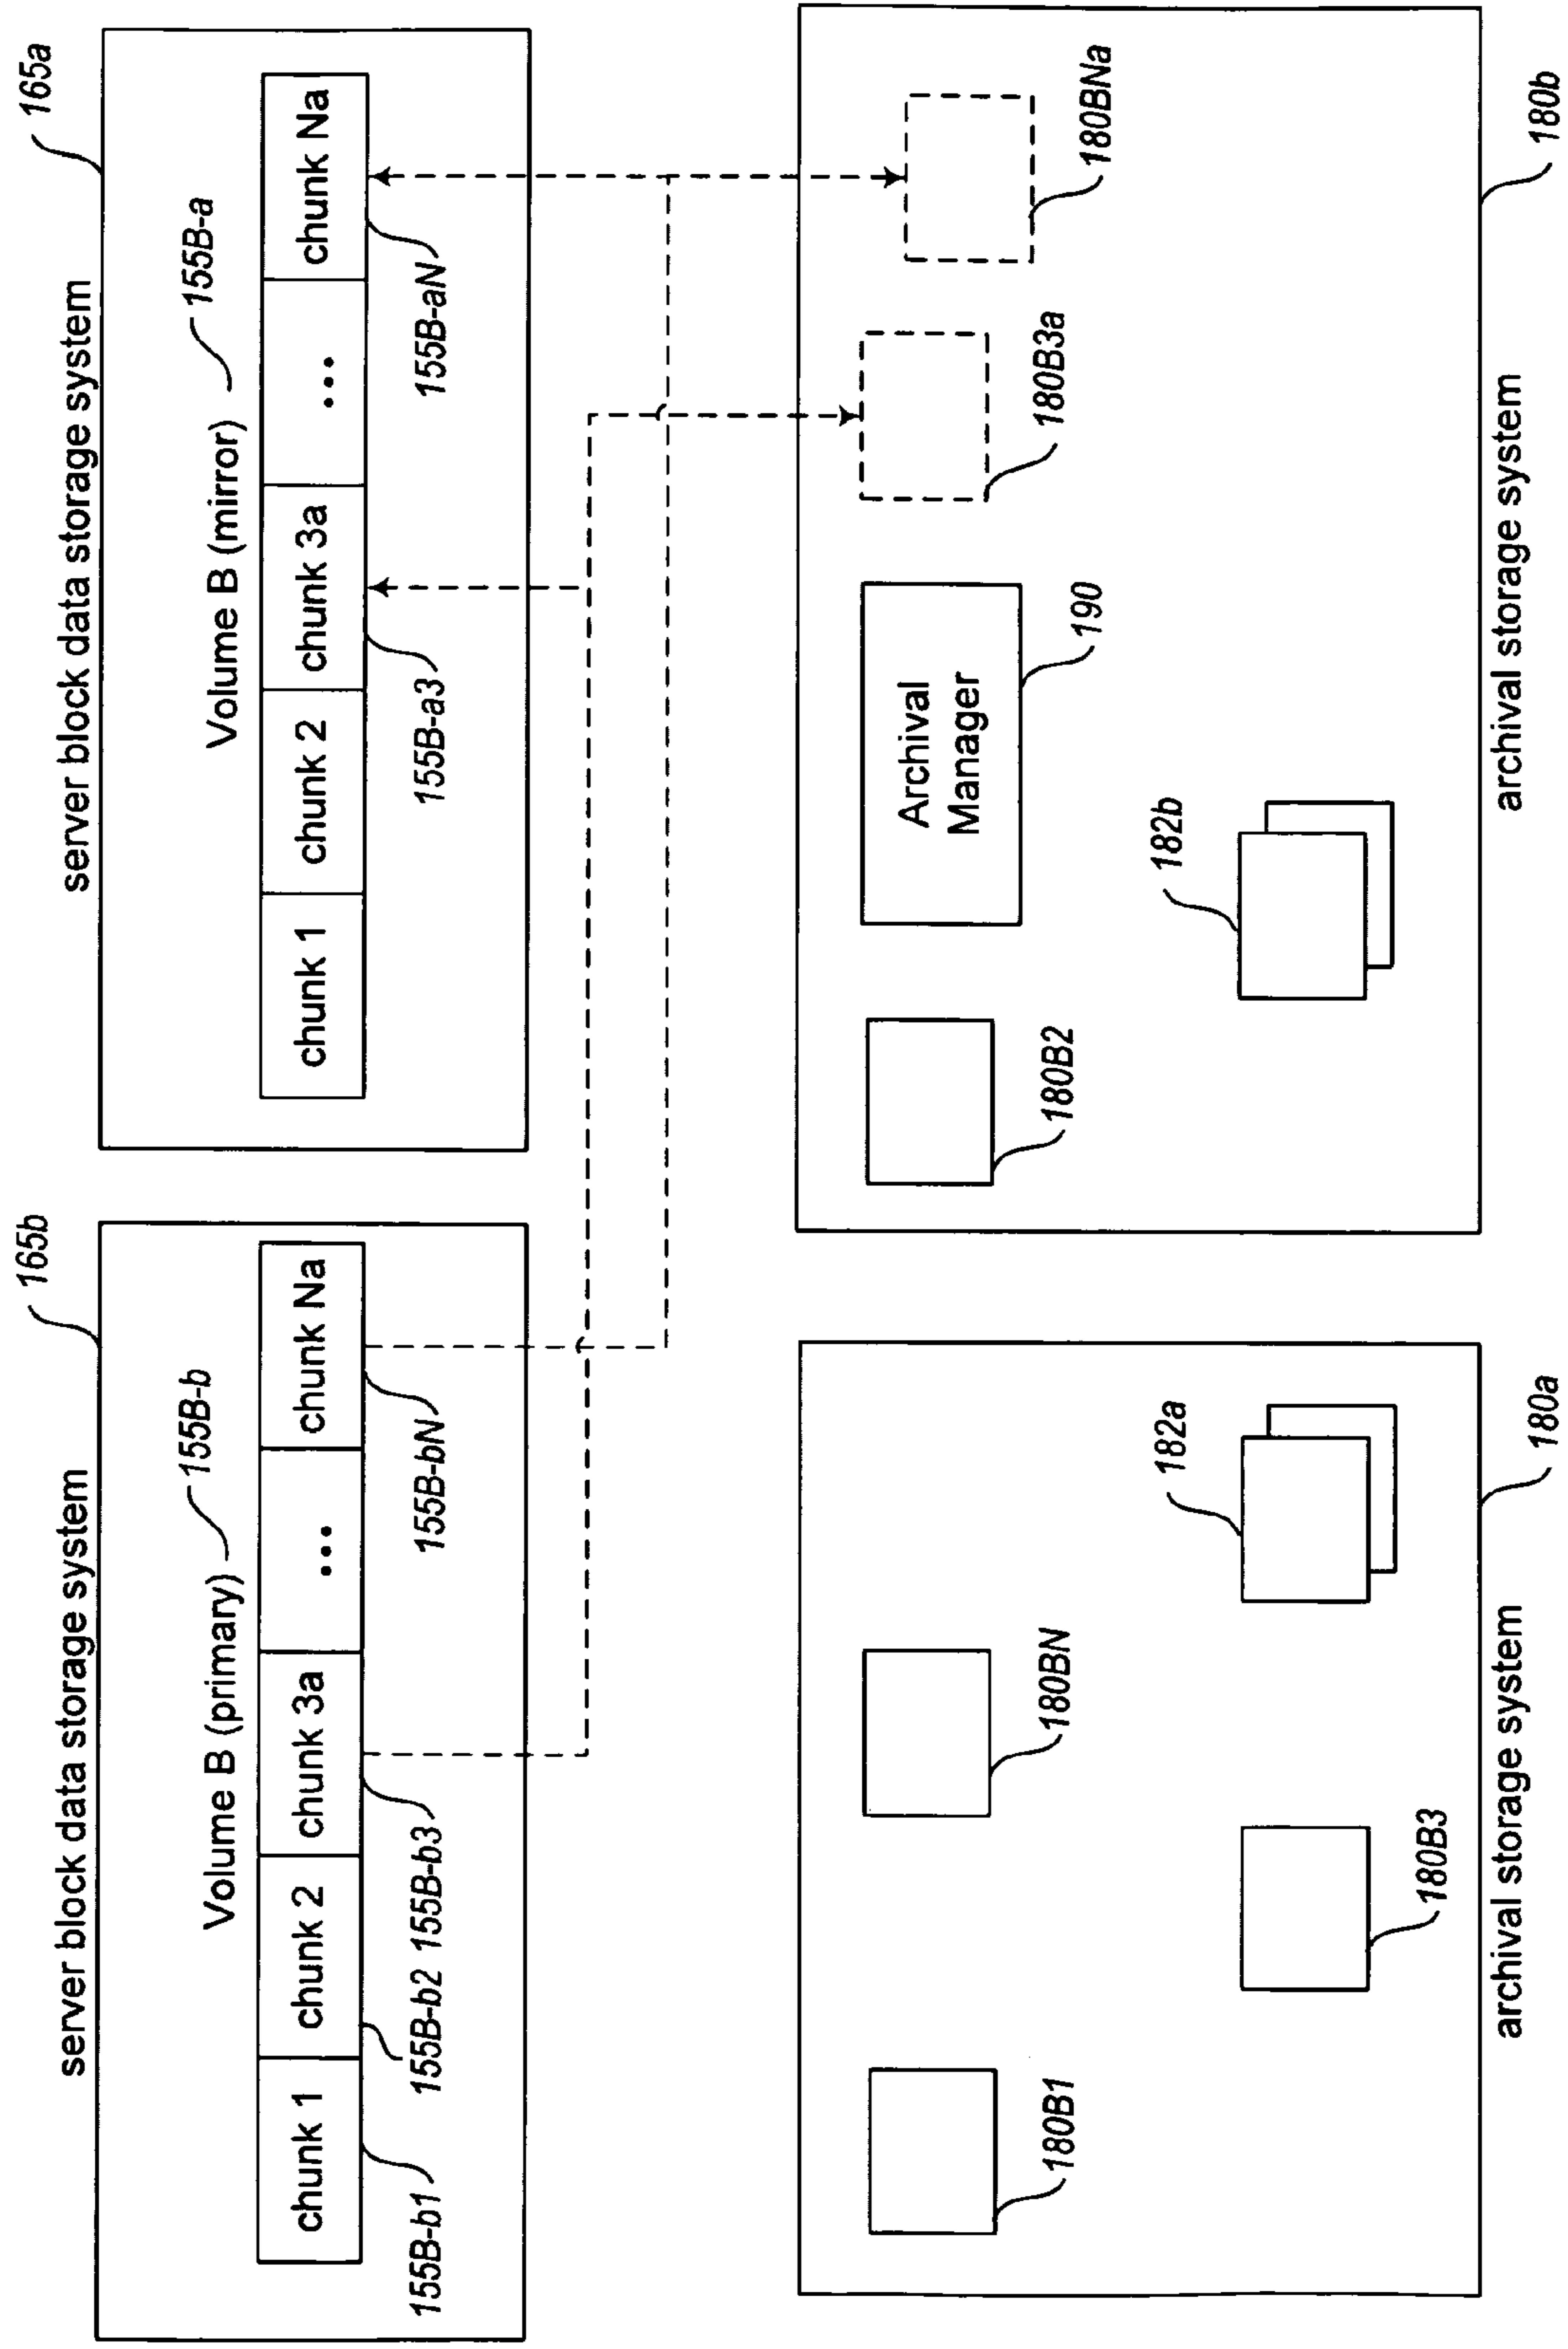 server block data storage system
165b
Volume B (primary)
155B-b
chunk 1
chunk 2
chunk 3a
...
chunk Na
155B-b1
155B-b2
155B-b3
155B-bN
server block data storage system
165a
Volume B (mirror)
155B-a
chunk 1
chunk 2
chunk 3a
...
chunk Na
155B-a3
155B-aN
180B1
180BN
180B3
182a
180a
archival storage system
180B2
Archival
Manager
190
180B3a
180BNa
182b
180b
archival storage system